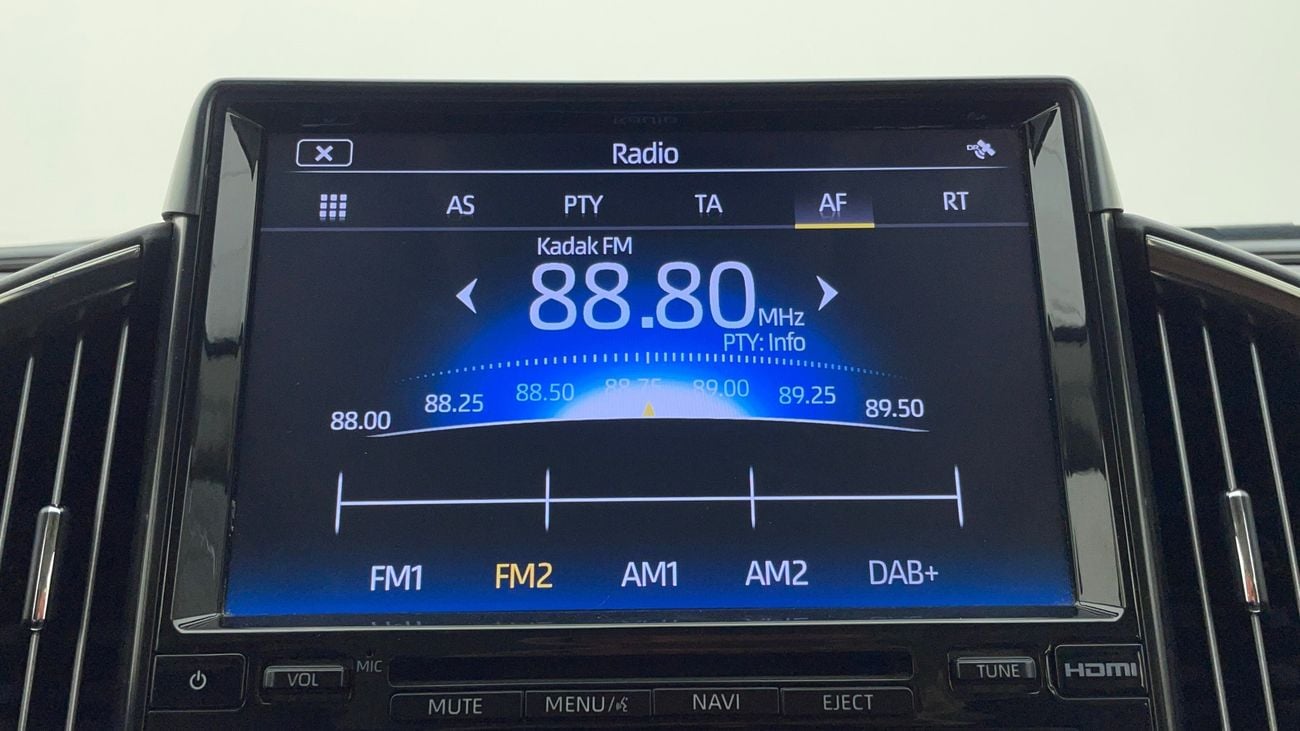 Radio
AS PTY TA AF RT
Kadak FM
88.80 MHz
PTY: Info
88.00 88.25 88.50 88.75 89.00 89.25 89.50
FM1 FM2 AM1 AM2 DAB+
VOL MIC TUNE HDMI
MUTE MENU/ NAVI EJECT